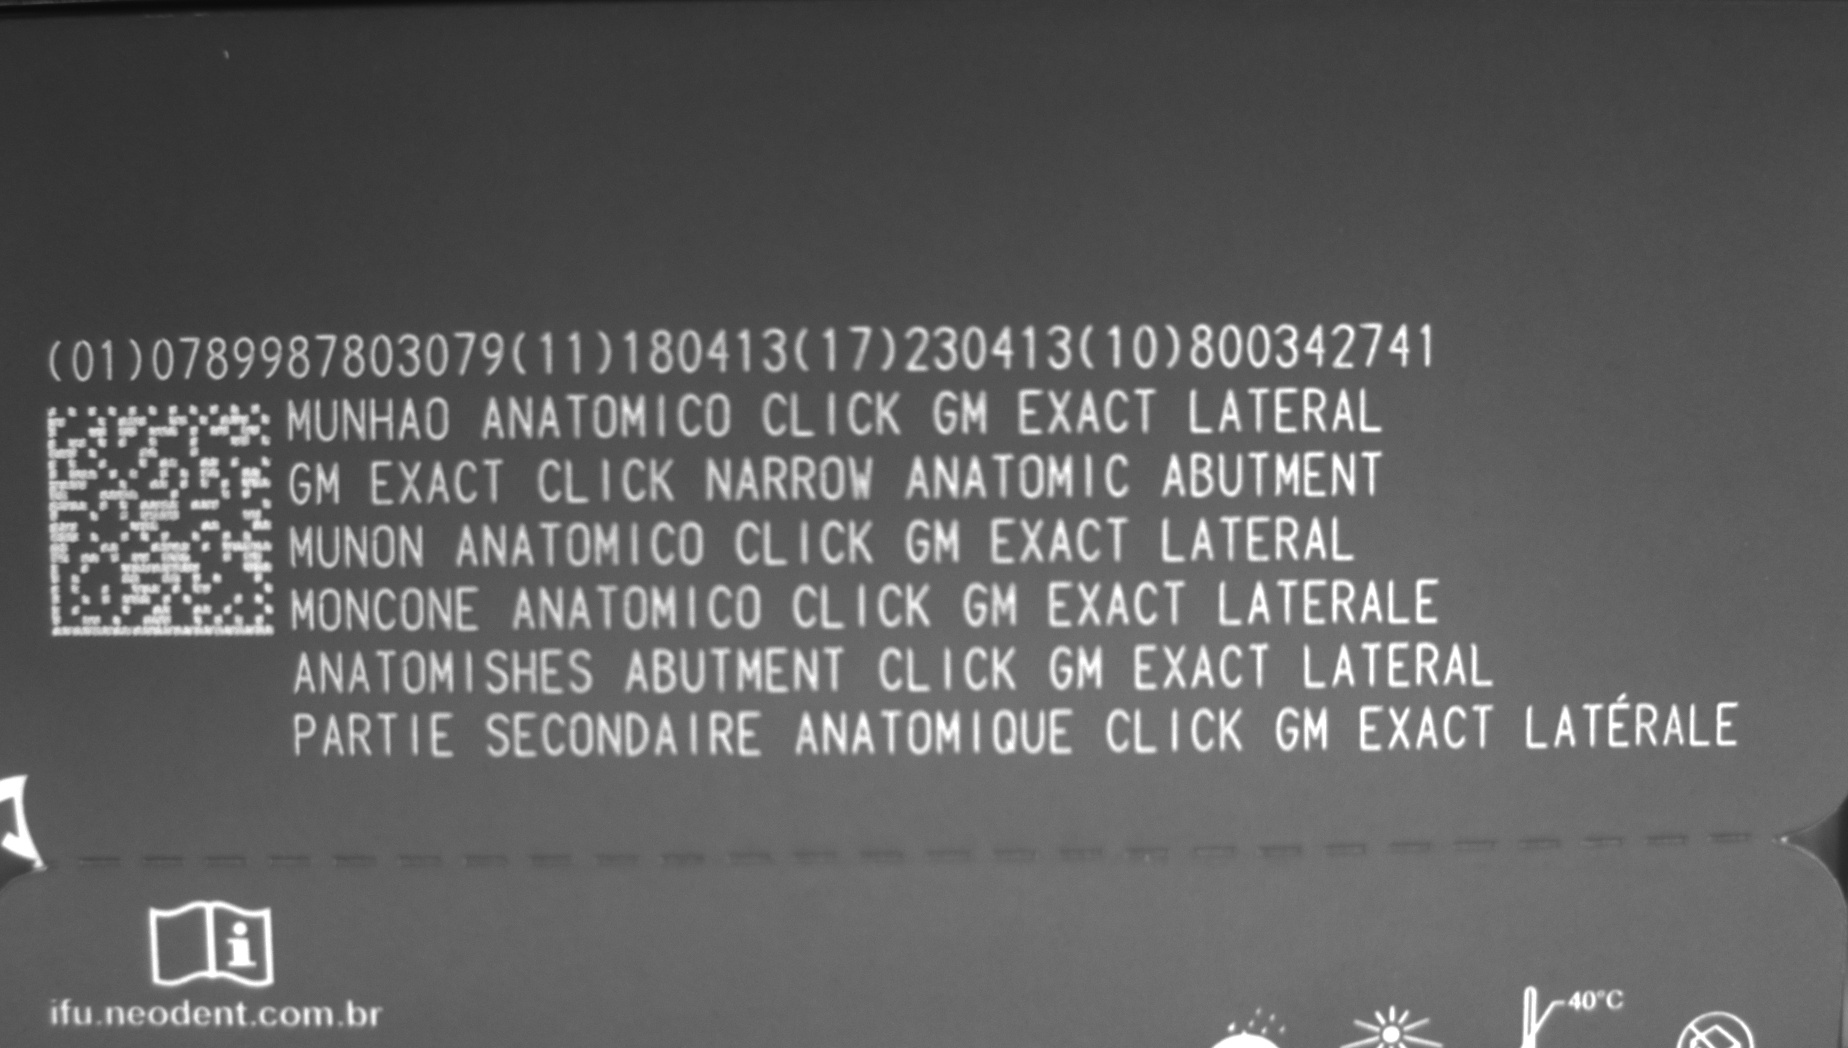 (01)0789987803079(11)180413(17)230413(10)800342741
MUNHAO ANATOMICO CLICK GM EXACT LATERAL
GM EXACT CLICK NARROW ANATOMIC ABUTMENT
MUNON ANATOMICO CLICK GM EXACT LATERAL
MONCONE ANATOMICO CLICK GM EXACT LATERALE
ANATOMISHES ABUTMENT CLICK GM EXACT LATERAL
PARTIE SECONDAIRE ANATOMIQUE CLICK GM EXACT LATÉRALE
ifu.neodent.com.br
40°C